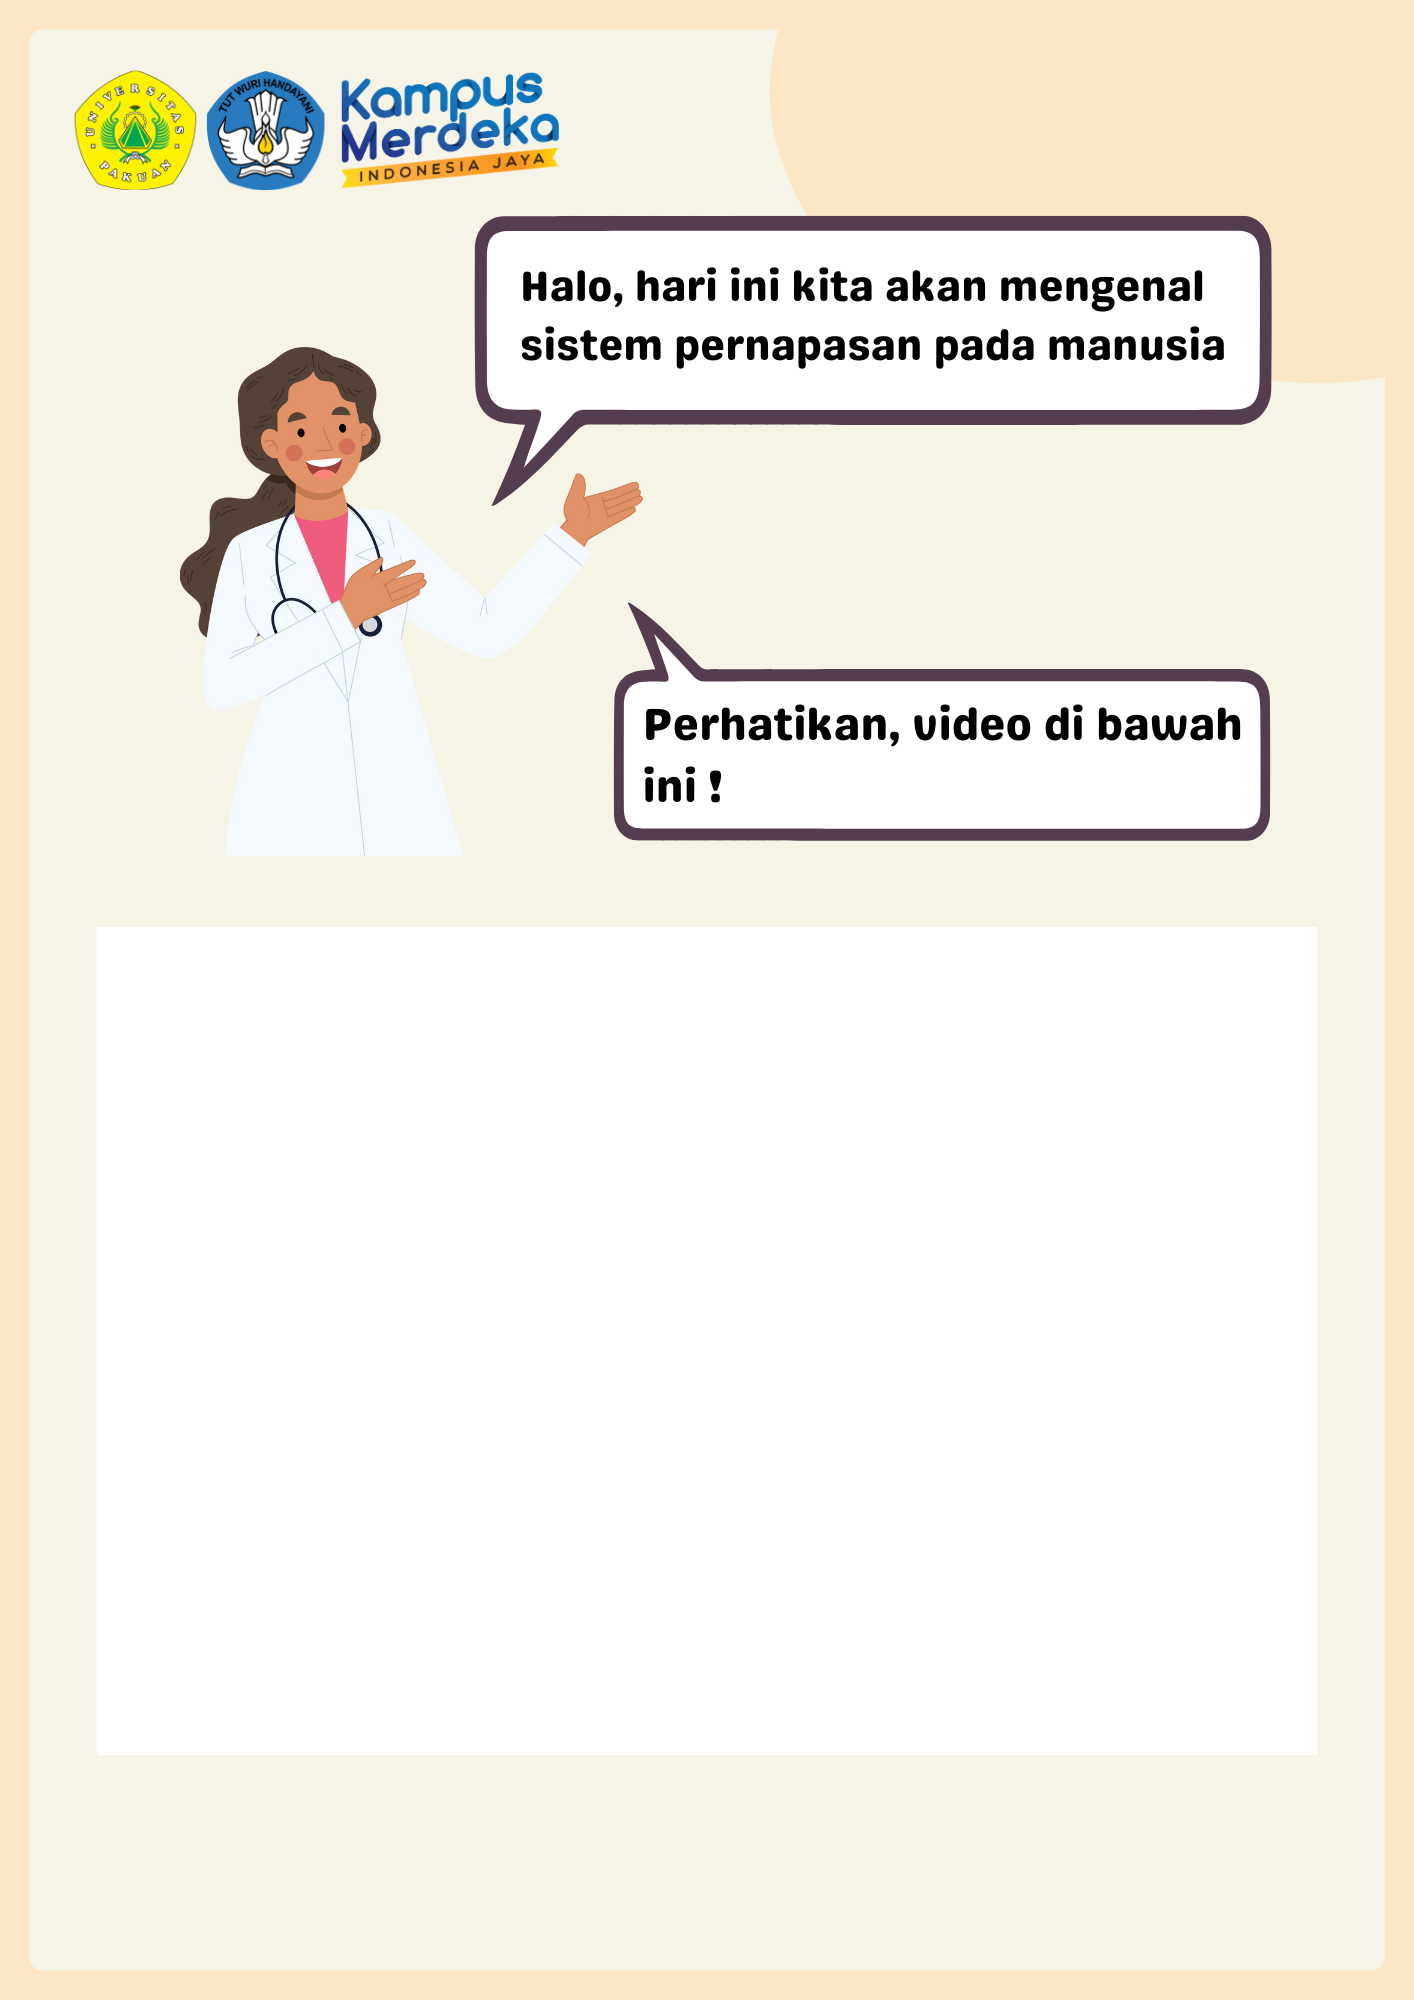 UNIVERSITAS
PAKUAN
TUT WURI HANDAYANI
Kampus
Merdeka
INDONESIA JAYA
Halo, hari ini kita akan mengenal
sistem pernapasan pada manusia
Perhatikan, video di bawah
ini !